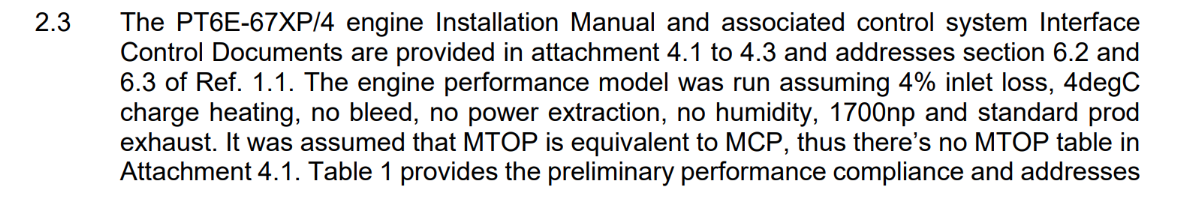 2.3 The PT6E-67XP/4 engine Installation Manual and associated control system Interface
Control Documents are provided in attachment 4.1 to 4.3 and addresses section 6.2 and
6.3 of Ref. 1.1. The engine performance model was run assuming 4% inlet loss, 4degC
charge heating, no bleed, no power extraction, no humidity, 1700np and standard prod
exhaust. It was assumed that MTOP is equivalent to MCP, thus there's no MTOP table in
Attachment 4.1. Table 1 provides the preliminary performance compliance and addresses